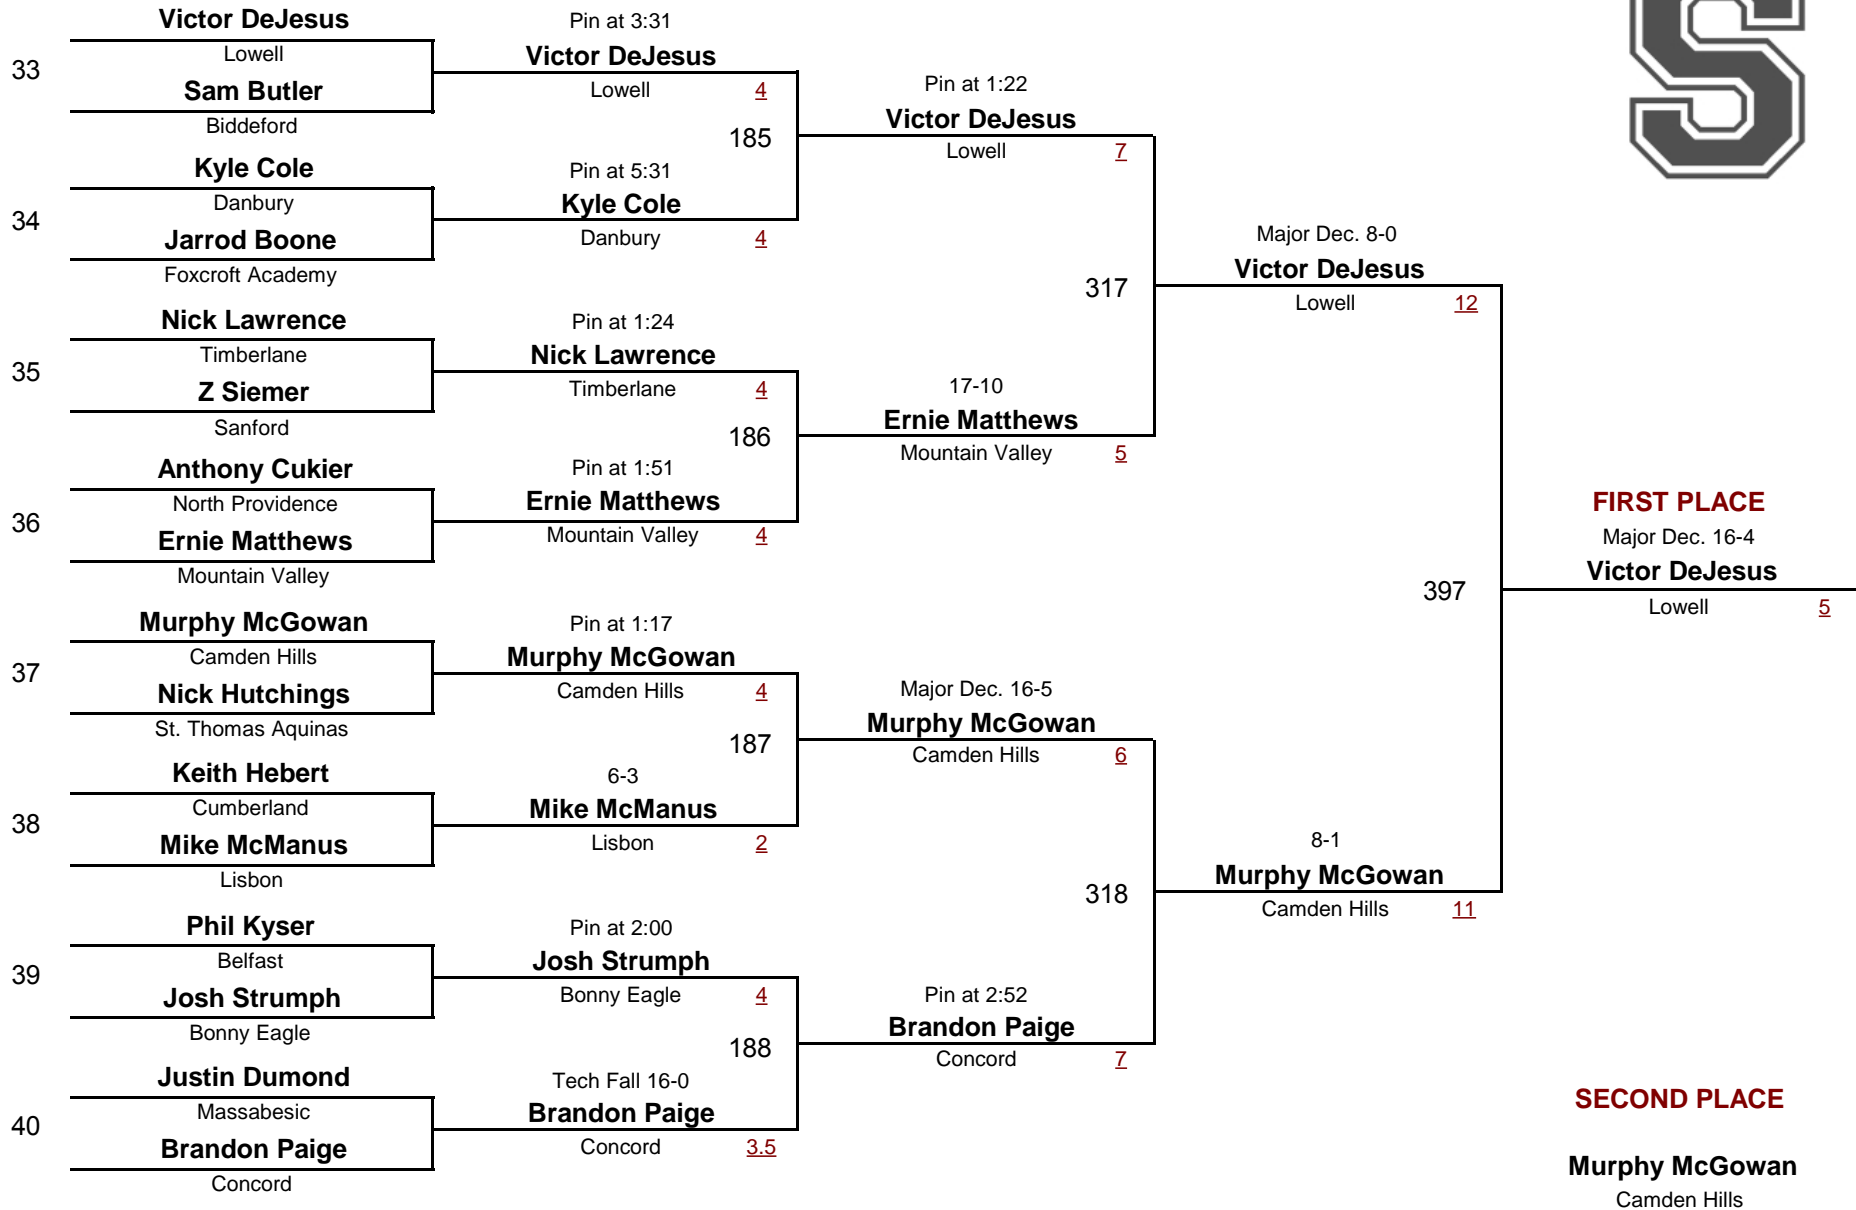 Victor DeJesus
Lowell
33
Sam Butler
Biddeford
Kyle Cole
Danbury
34
Jarrod Boone
Foxcroft Academy
Nick Lawrence
Timberlane
35
Z Siemer
Sanford
Anthony Cukier
North Providence
36
Ernie Matthews
Mountain Valley
Murphy McGowan
Camden Hills
37
Nick Hutchings
St. Thomas Aquinas
Keith Hebert
Cumberland
38
Mike McManus
Lisbon
Phil Kyser
Belfast
39
Josh Strumph
Bonny Eagle
Justin Dumond
Massabesic
40
Brandon Paige
Concord
Pin at 3:31
Victor DeJesus
Lowell 4
185
Pin at 5:31
Kyle Cole
Danbury 4
Pin at 1:24
Nick Lawrence
Timberlane 4
186
Pin at 1:51
Ernie Matthews
Mountain Valley 4
Pin at 1:17
Murphy McGowan
Camden Hills 4
187
6-3
Mike McManus
Lisbon 2
Pin at 2:00
Josh Strumph
Bonny Eagle 4
188
Tech Fall 16-0
Brandon Paige
Concord 3.5
Pin at 1:22
Victor DeJesus
Lowell 7
317
17-10
Ernie Matthews
Mountain Valley 5
Major Dec. 16-5
Murphy McGowan
Camden Hills 6
318
Pin at 2:52
Brandon Paige
Concord 7
Major Dec. 8-0
Victor DeJesus
Lowell 12
397
8-1
Murphy McGowan
Camden Hills 11
S
FIRST PLACE
Major Dec. 16-4
Victor DeJesus
Lowell 5
SECOND PLACE
Murphy McGowan
Camden Hills